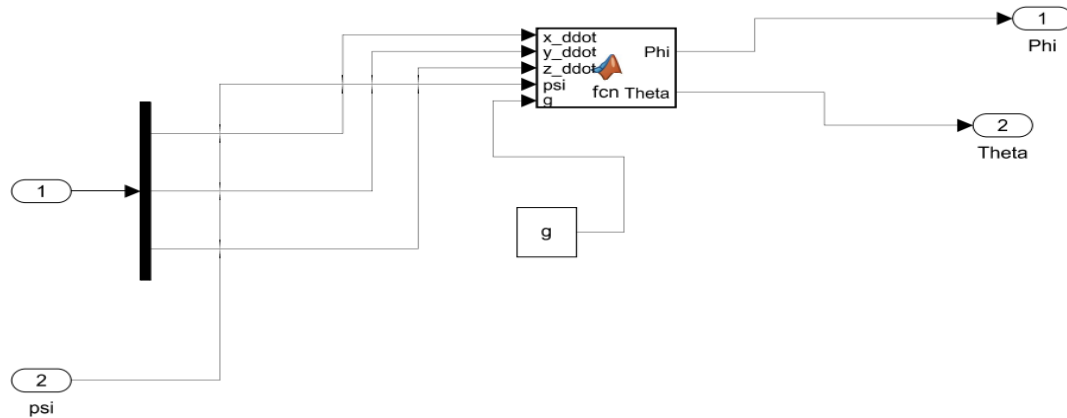 x_ddot
y_ddot
z_ddot
psi
g
Phi
fcn
Theta
1
Phi
2
Theta
1
g
2
psi